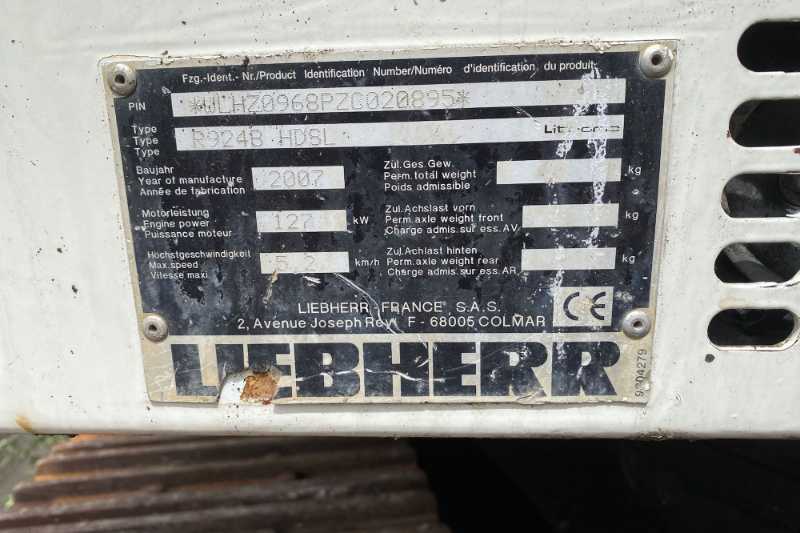 Fzg.-Ident.- Nr./Product Identification Number/Numéro d'identification du produit
PIN *WLHZ0968PZC020895*
Type
Type R924B HDSL Litronic
Type
Baujahr
Year of manufacture 2007
Année de fabrication
Motorleistung
Engine power 127 kW
Puissance moteur
Höchstgeschwindigkeit
Max.speed 5,2 km/h
Vitesse maxi
Zul.Ges.Gew.
Perm.total weight kg
Poids admissible
Zul.Achslast vorn
Perm.axle weight front kg
Charge admis.sur ess.AV
Zul.Achlast hinten
Perm.axle weight rear kg
Charge admis.sur ess.AR
LIEBHERR-FRANCE S.A.S.
2, Avenue Joseph Rey F - 68005 COLMAR
CE
LIEBHERR
9204279